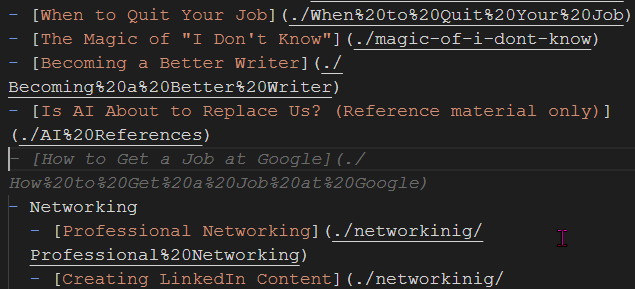 - [When to Quit Your Job](./When%20to%20Quit%20Your%20Job)
- [The Magic of "I Don't Know"](./magic-of-i-dont-know)
- [Becoming a Better Writer](./
Becoming%20a%20Better%20Writer)
- [Is AI About to Replace Us? (Reference material only)]
(./AI%20References)
- [How to Get a Job at Google](./
How%20to%20Get%20a%20Job%20at%20Google)
- Networking
- [Professional Networking](./networkinig/
Professional%20Networking)
- [Creating LinkedIn Content](./networkinig/